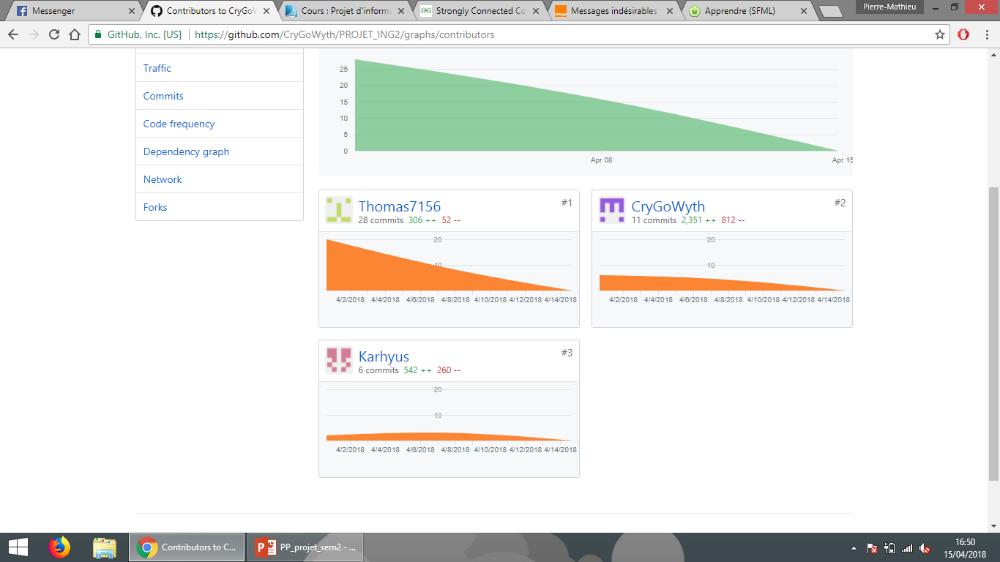 Messenger
Contributors to CryGoW
Cours : Projet d`informa
Strongly Connected Co
Messages indésirables
Apprendre (SFML)
Pierre-Mathieu
GitHub, Inc. [US]
https://github.com/CryGoWyth/PROJET_ING2/graphs/contributors
Traffic
Commits
Code frequency
Dependency graph
Network
Forks
25
20
15
10
5
0
Apr 08
Apr 15
Thomas7156
#1
28 commits 306 ++ 52 --
20
10
4/2/2018 4/4/2018 4/6/2018 4/8/2018 4/10/2018 4/12/2018 4/14/2018
CryGoWyth
#2
11 commits 2,351 ++ 812 --
20
10
4/2/2018 4/4/2018 4/6/2018 4/8/2018 4/10/2018 4/12/2018 4/14/2018
Karhyus
#3
6 commits 542 ++ 260 --
20
10
4/2/2018 4/4/2018 4/6/2018 4/8/2018 4/10/2018 4/12/2018 4/14/2018
Contributors to C...
PP_projet_sem2 - ...
16:50
15/04/2018